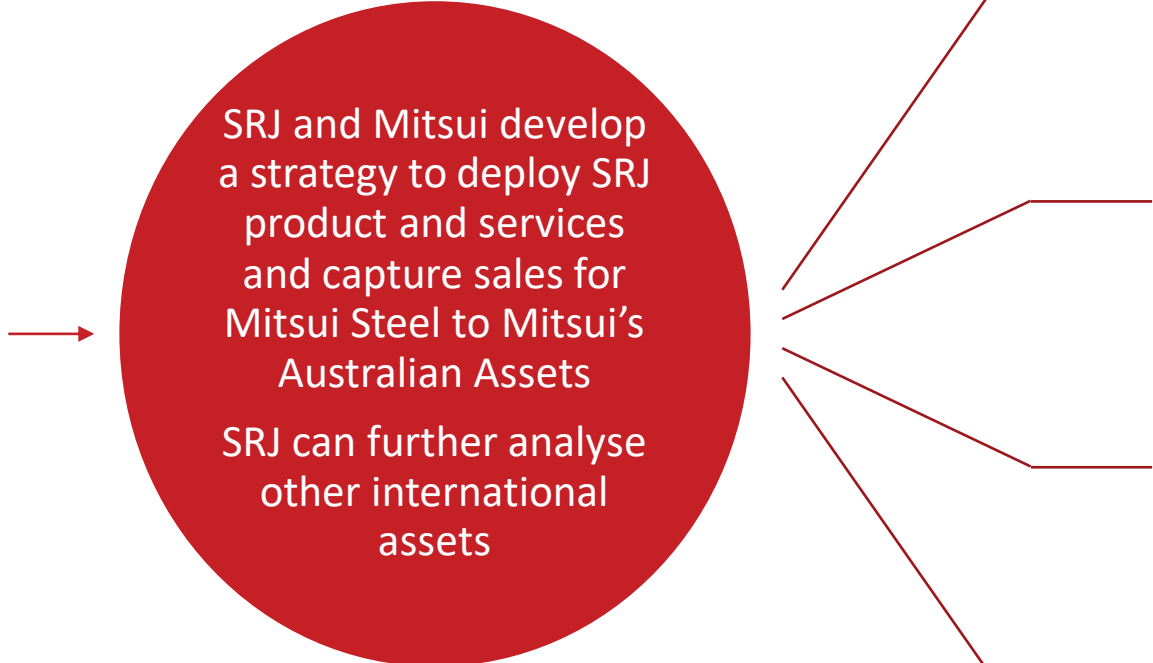 SRJ and Mitsui develop
a strategy to deploy SRJ
product and services
and capture sales for
Mitsui Steel to Mitsui’s
Australian Assets
SRJ can further analyse
other international
assets